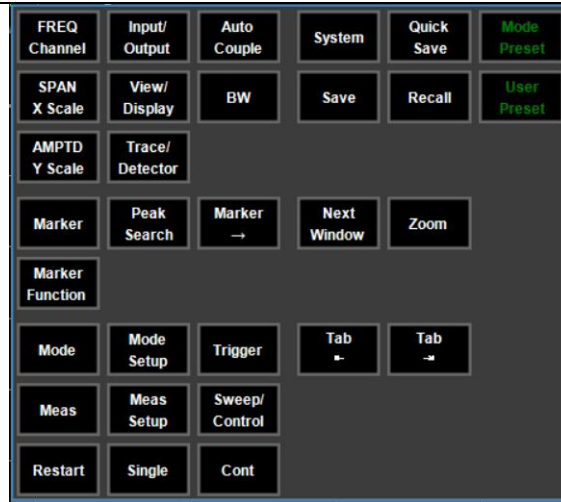 FREQ
Channel
Input/
Output
Auto
Couple
System
Quick
Save
Mode
Preset
SPAN
X Scale
View/
Display
BW
Save
Recall
User
Preset
AMPTD
Y Scale
Trace/
Detector
Marker
Peak
Search
Marker
→
Next
Window
Zoom
Marker
Function
Mode
Mode
Setup
Trigger
Tab
⇤
Tab
⇥
Meas
Meas
Setup
Sweep/
Control
Restart
Single
Cont